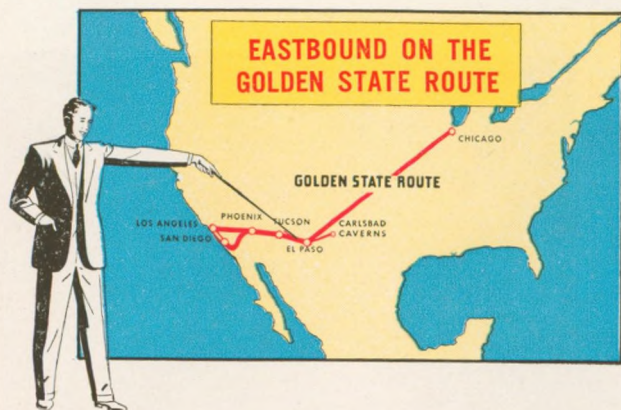 EASTBOUND ON THE
GOLDEN STATE ROUTE
CHICAGO
GOLDEN STATE ROUTE
PHOENIX
TUCSON
CARLSBAD
CAVERNS
LOS ANGELES
SAN DIEGO
EL PASO